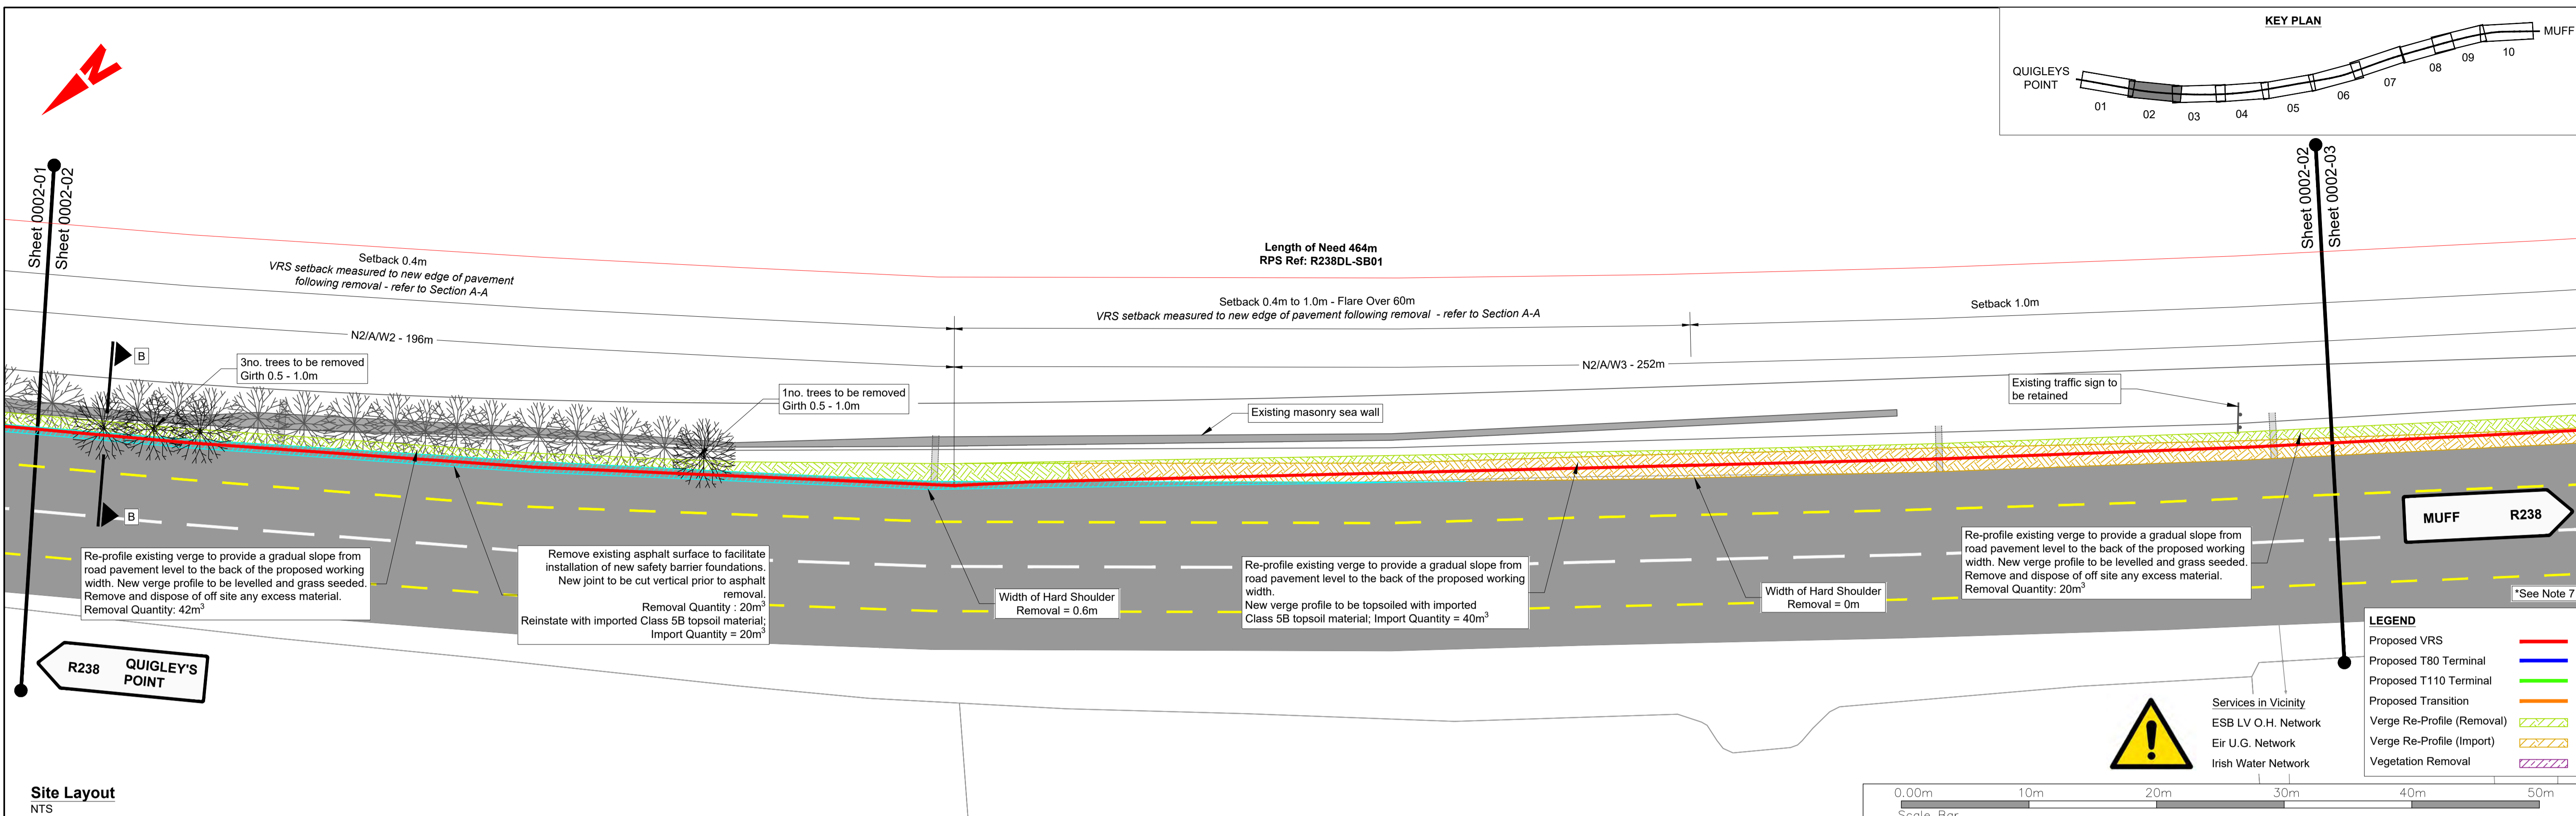 KEY PLAN
QUIGLEYS
POINT
MUFF
01
02
03
04
05
06
07
08
09
10
N
Sheet 0002-01
Sheet 0002-02
Sheet 0002-02
Sheet 0002-03
Length of Need 464m
RPS Ref: R238DL-SB01
Setback 0.4m
VRS setback measured to new edge of pavement
following removal - refer to Section A-A
Setback 0.4m to 1.0m - Flare Over 60m
VRS setback measured to new edge of pavement following removal - refer to Section A-A
Setback 1.0m
N2/A/W2 - 196m
N2/A/W3 - 252m
B
3no. trees to be removed
Girth 0.5 - 1.0m
1no. trees to be removed
Girth 0.5 - 1.0m
Existing masonry sea wall
Existing traffic sign to
be retained
B
Re-profile existing verge to provide a gradual slope from
road pavement level to the back of the proposed working
width. New verge profile to be levelled and grass seeded.
Remove and dispose of off site any excess material.
Removal Quantity: 42m³
Remove existing asphalt surface to facilitate
installation of new safety barrier foundations.
New joint to be cut vertical prior to asphalt
removal.
Removal Quantity : 20m³
Reinstate with imported Class 5B topsoil material;
Import Quantity = 20m³
Width of Hard Shoulder
Removal = 0.6m
Re-profile existing verge to provide a gradual slope from
road pavement level to the back of the proposed working
width.
New verge profile to be topsoiled with imported
Class 5B topsoil material; Import Quantity = 40m³
Width of Hard Shoulder
Removal = 0m
Re-profile existing verge to provide a gradual slope from
road pavement level to the back of the proposed working
width. New verge profile to be levelled and grass seeded.
Remove and dispose of off site any excess material.
Removal Quantity: 20m³
MUFF R238
*See Note 7
R238 QUIGLEY'S
POINT
LEGEND
Proposed VRS
Proposed T80 Terminal
Proposed T110 Terminal
Proposed Transition
Verge Re-Profile (Removal)
Verge Re-Profile (Import)
Vegetation Removal
Services in Vicinity
ESB LV O.H. Network
Eir U.G. Network
Irish Water Network
Site Layout
NTS
0.00m 10m 20m 30m 40m 50m
Scale Bar